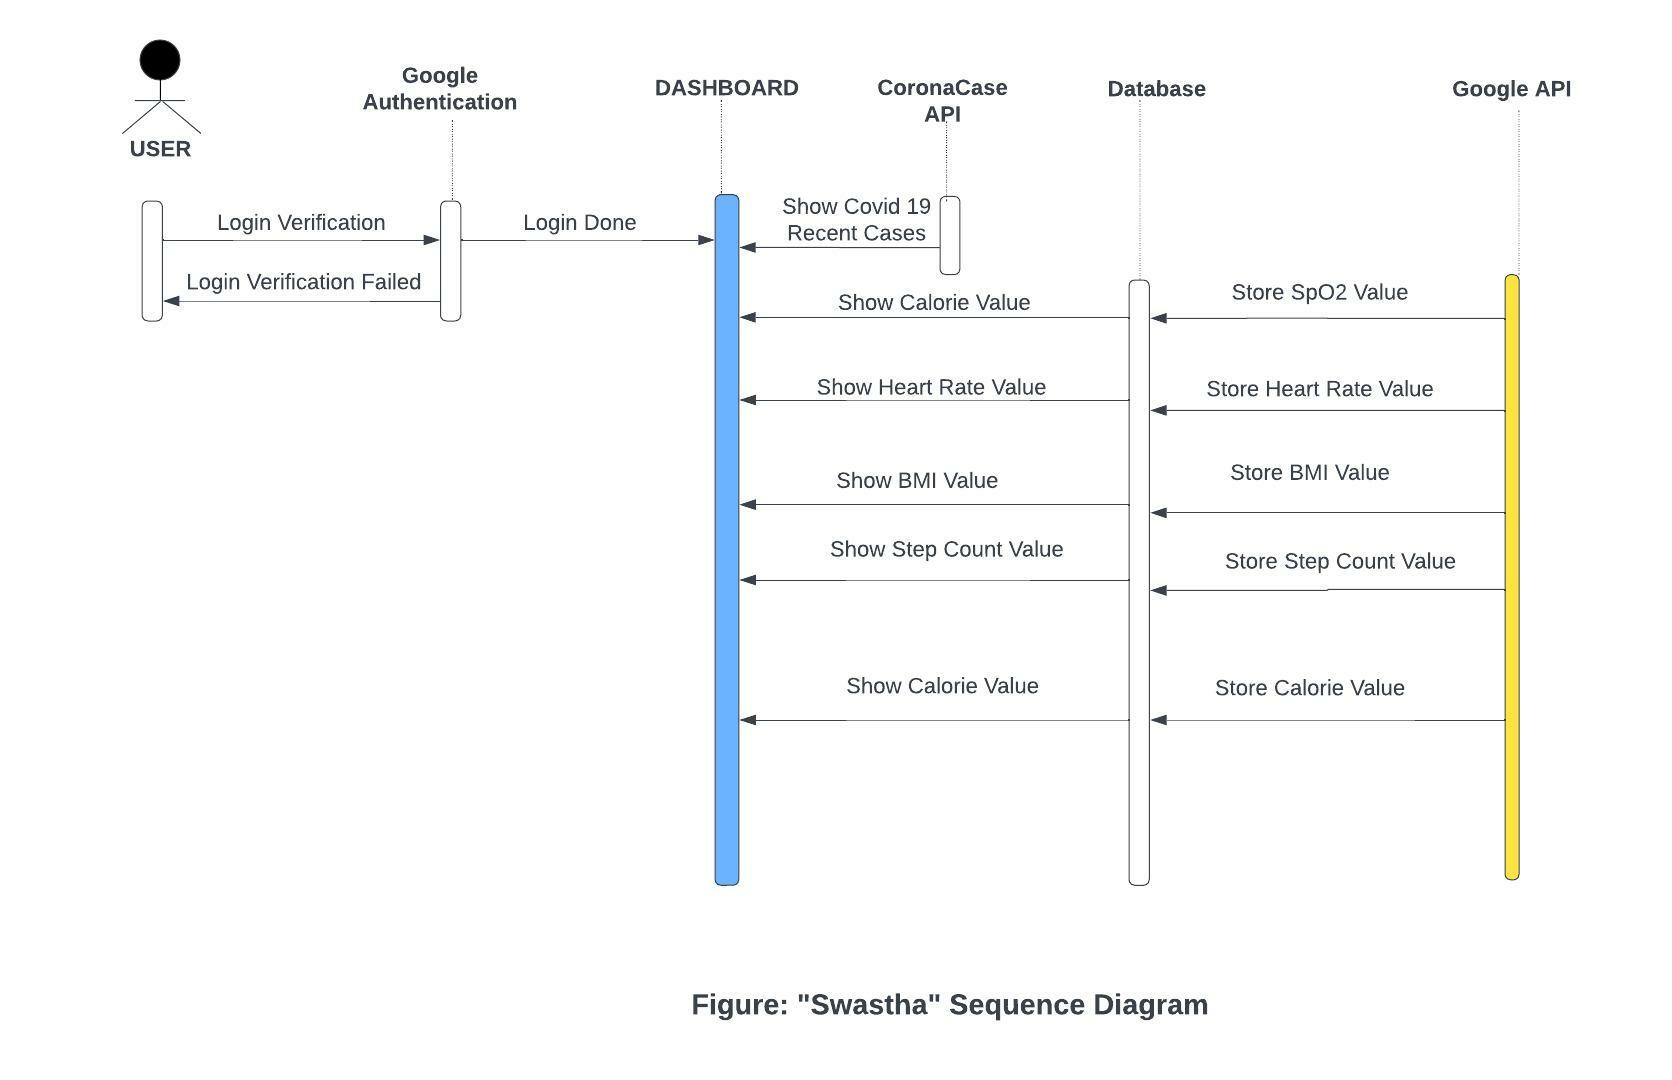 Google
Authentication
DASHBOARD
CoronaCase
API
Database
Google API
USER
Login Verification
Login Done
Show Covid 19
Recent Cases
Login Verification Failed
Show Calorie Value
Store SpO2 Value
Show Heart Rate Value
Store Heart Rate Value
Show BMI Value
Store BMI Value
Show Step Count Value
Store Step Count Value
Show Calorie Value
Store Calorie Value
Figure: "Swastha" Sequence Diagram